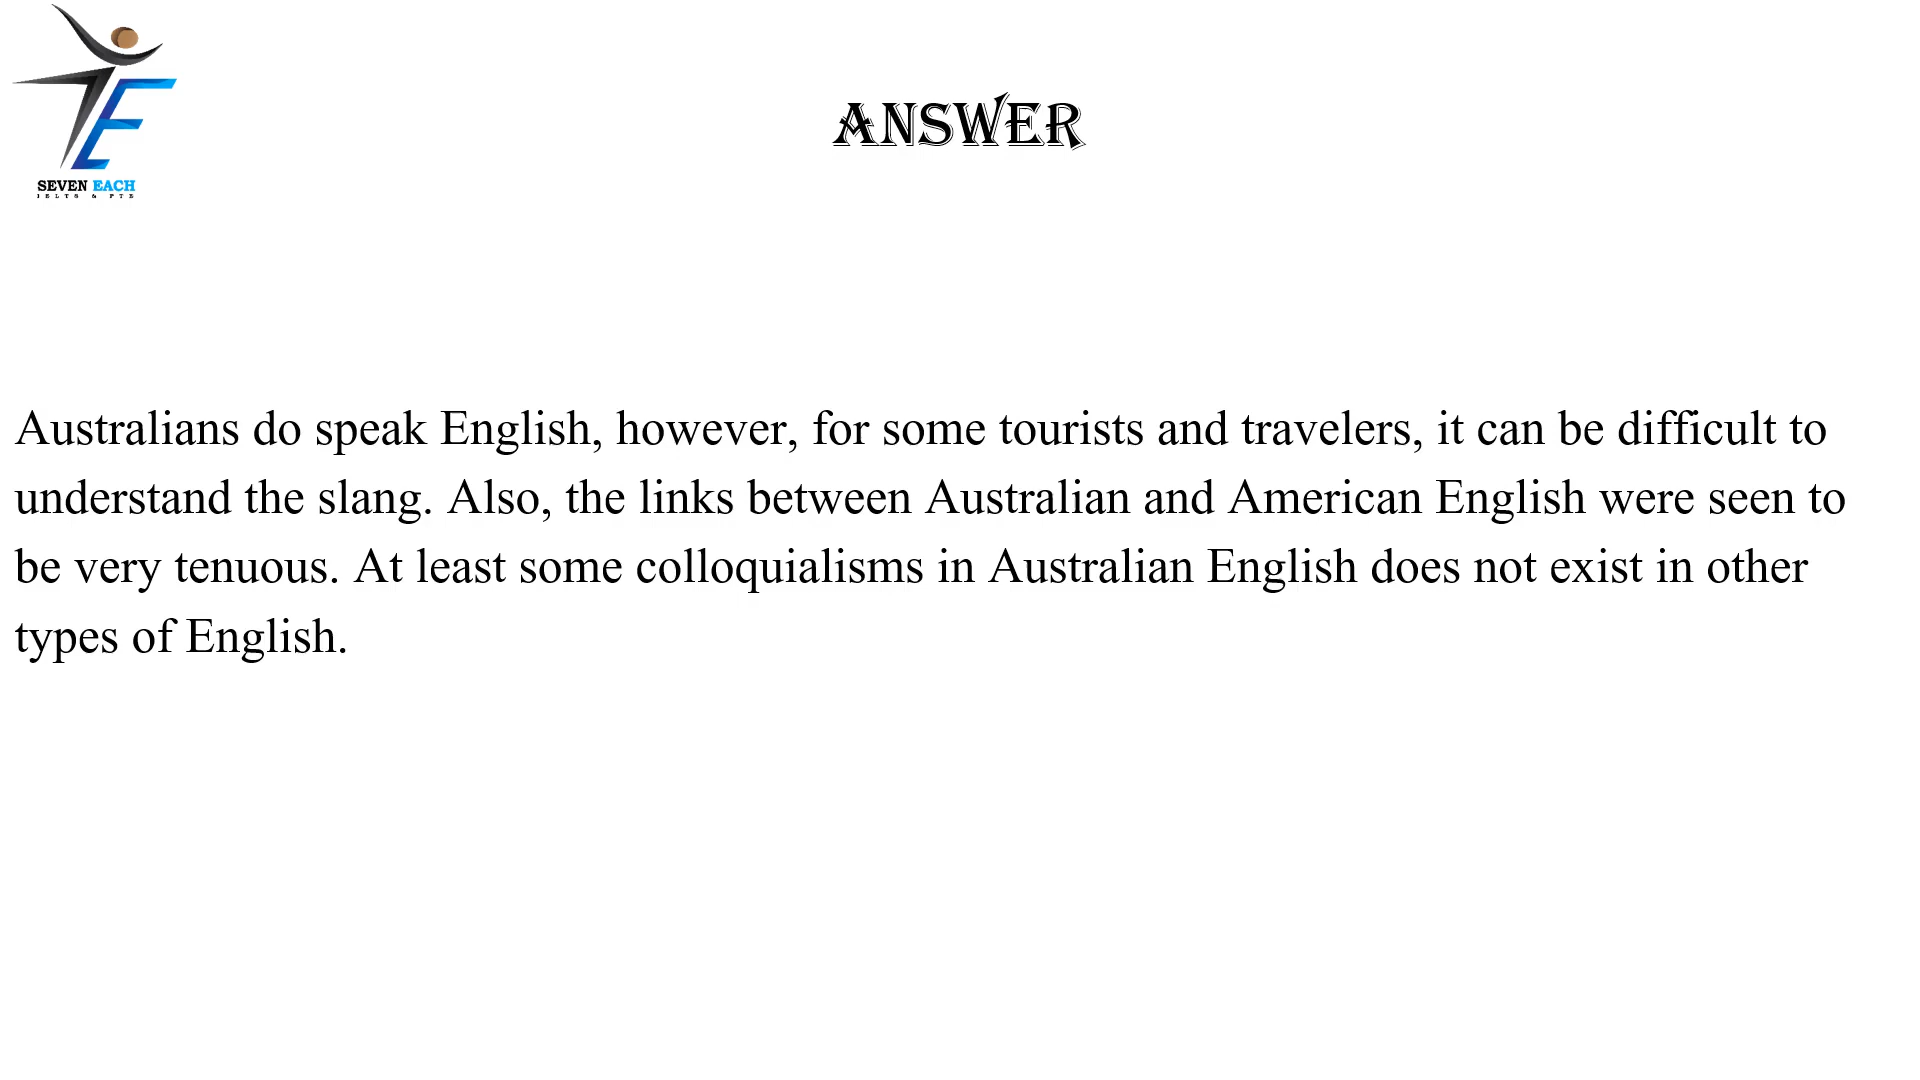 SEVEN EACH
IELTS & PTE
ANSWER
Australians do speak English, however, for some tourists and travelers, it can be difficult to
understand the slang. Also, the links between Australian and American English were seen to
be very tenuous. At least some colloquialisms in Australian English does not exist in other
types of English.